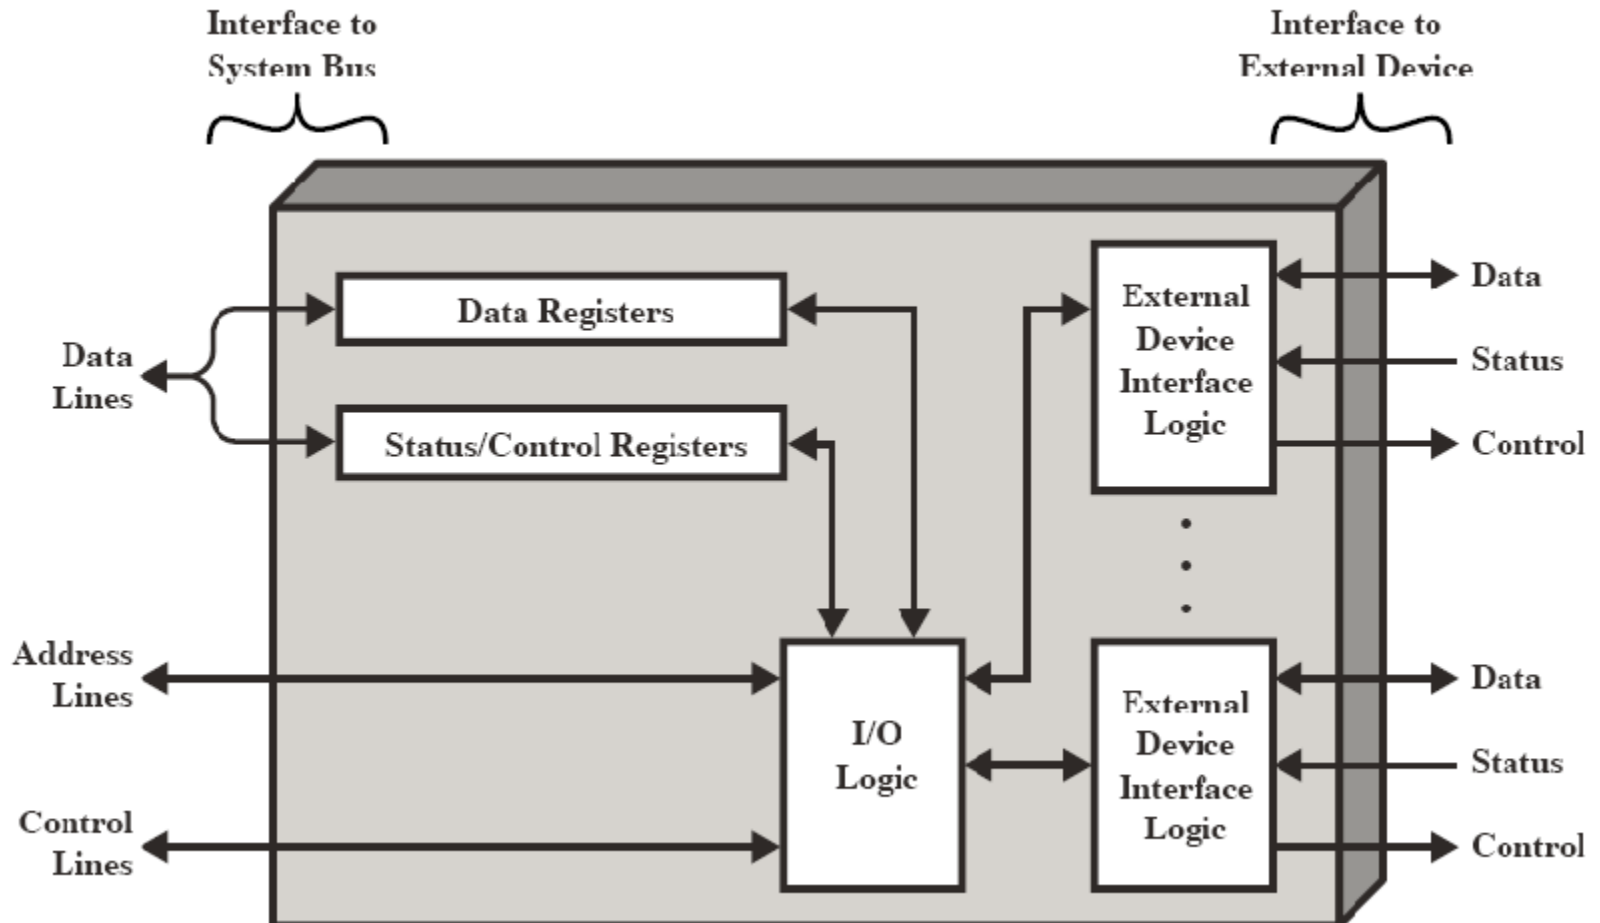 Interface to
System Bus
Interface to
External Device
Data Registers
Status/Control Registers
Data
Lines
Address
Lines
Control
Lines
I/O
Logic
External
Device
Interface
Logic
Data
Status
Control
External
Device
Interface
Logic
Data
Status
Control